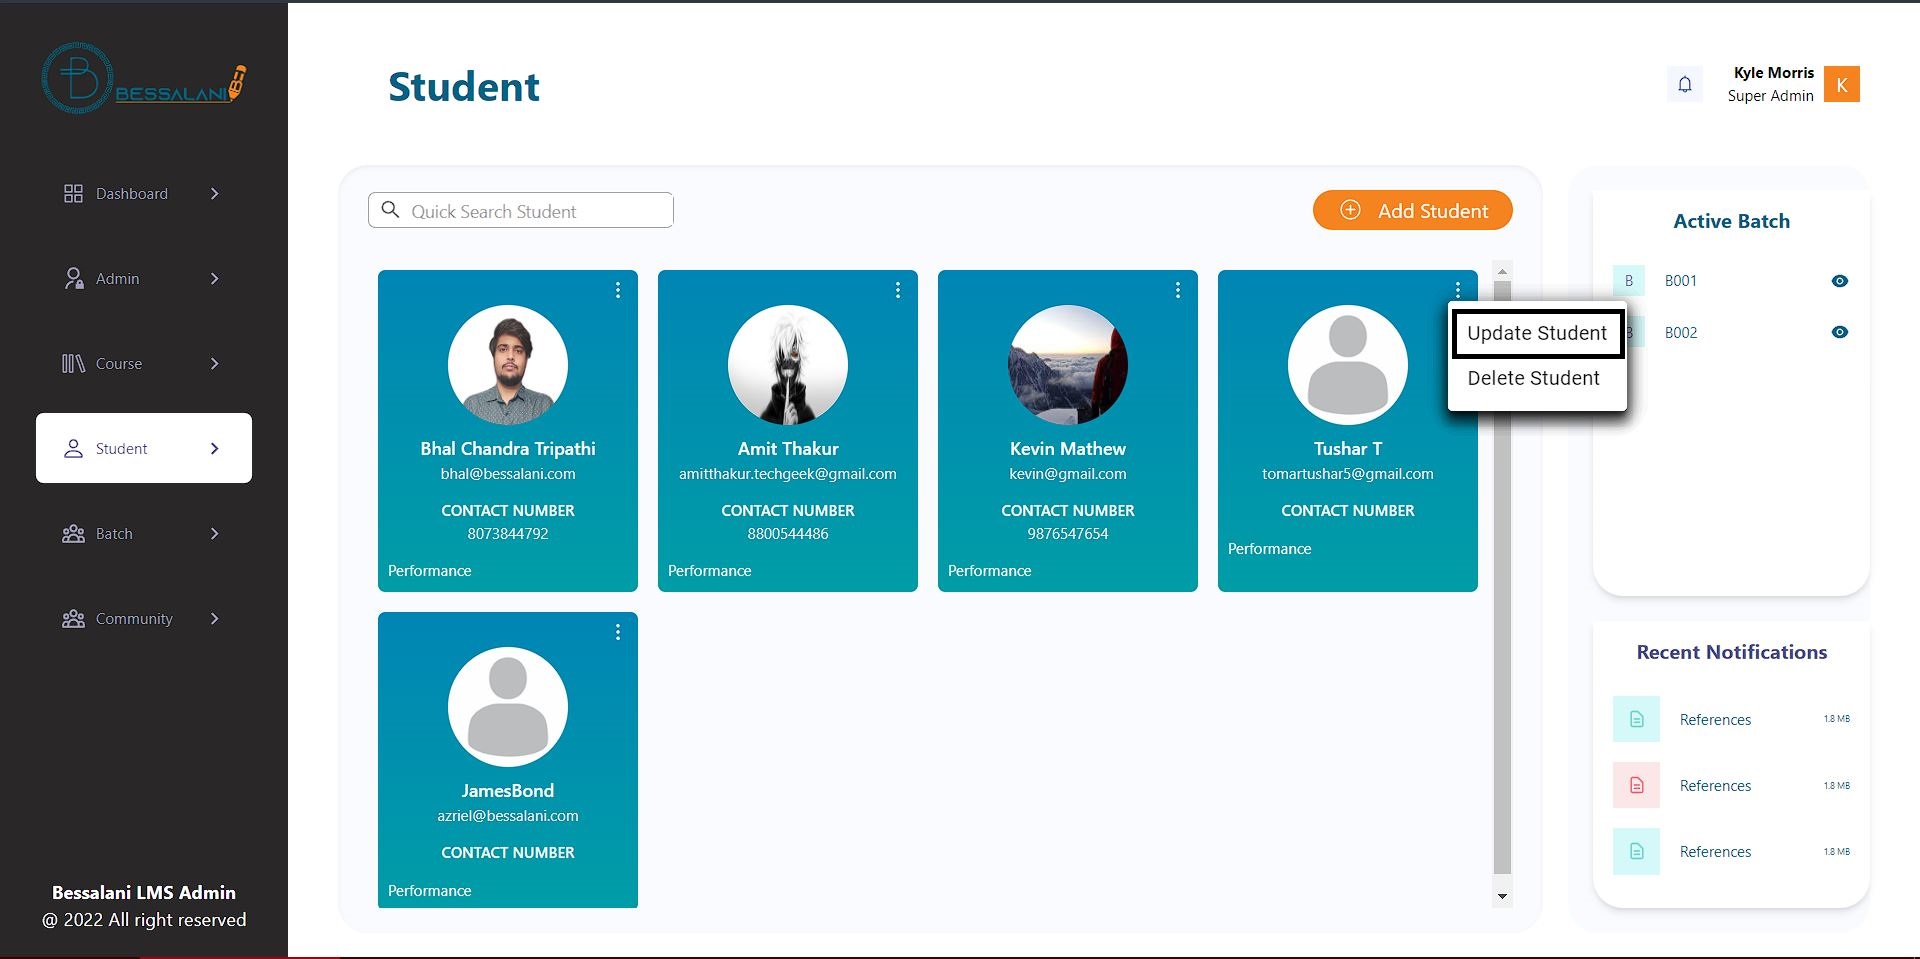 BESSALANI
Dashboard
Admin
Course
Student
Batch
Community
Bessalani LMS Admin
@ 2022 All right reserved
Student
Kyle Morris
Super Admin
K
Quick Search Student
Add Student
Bhal Chandra Tripathi
bhal@bessalani.com
CONTACT NUMBER
8073844792
Performance
Amit Thakur
amitthakur.techgeek@gmail.com
CONTACT NUMBER
8800544486
Performance
Kevin Mathew
kevin@gmail.com
CONTACT NUMBER
9876547654
Performance
Tushar T
tomartushar5@gmail.com
CONTACT NUMBER
Performance
Update Student
Delete Student
JamesBond
azriel@bessalani.com
CONTACT NUMBER
Performance
Active Batch
B B001
B B002
Recent Notifications
References 1.8 MB
References 1.8 MB
References 1.8 MB